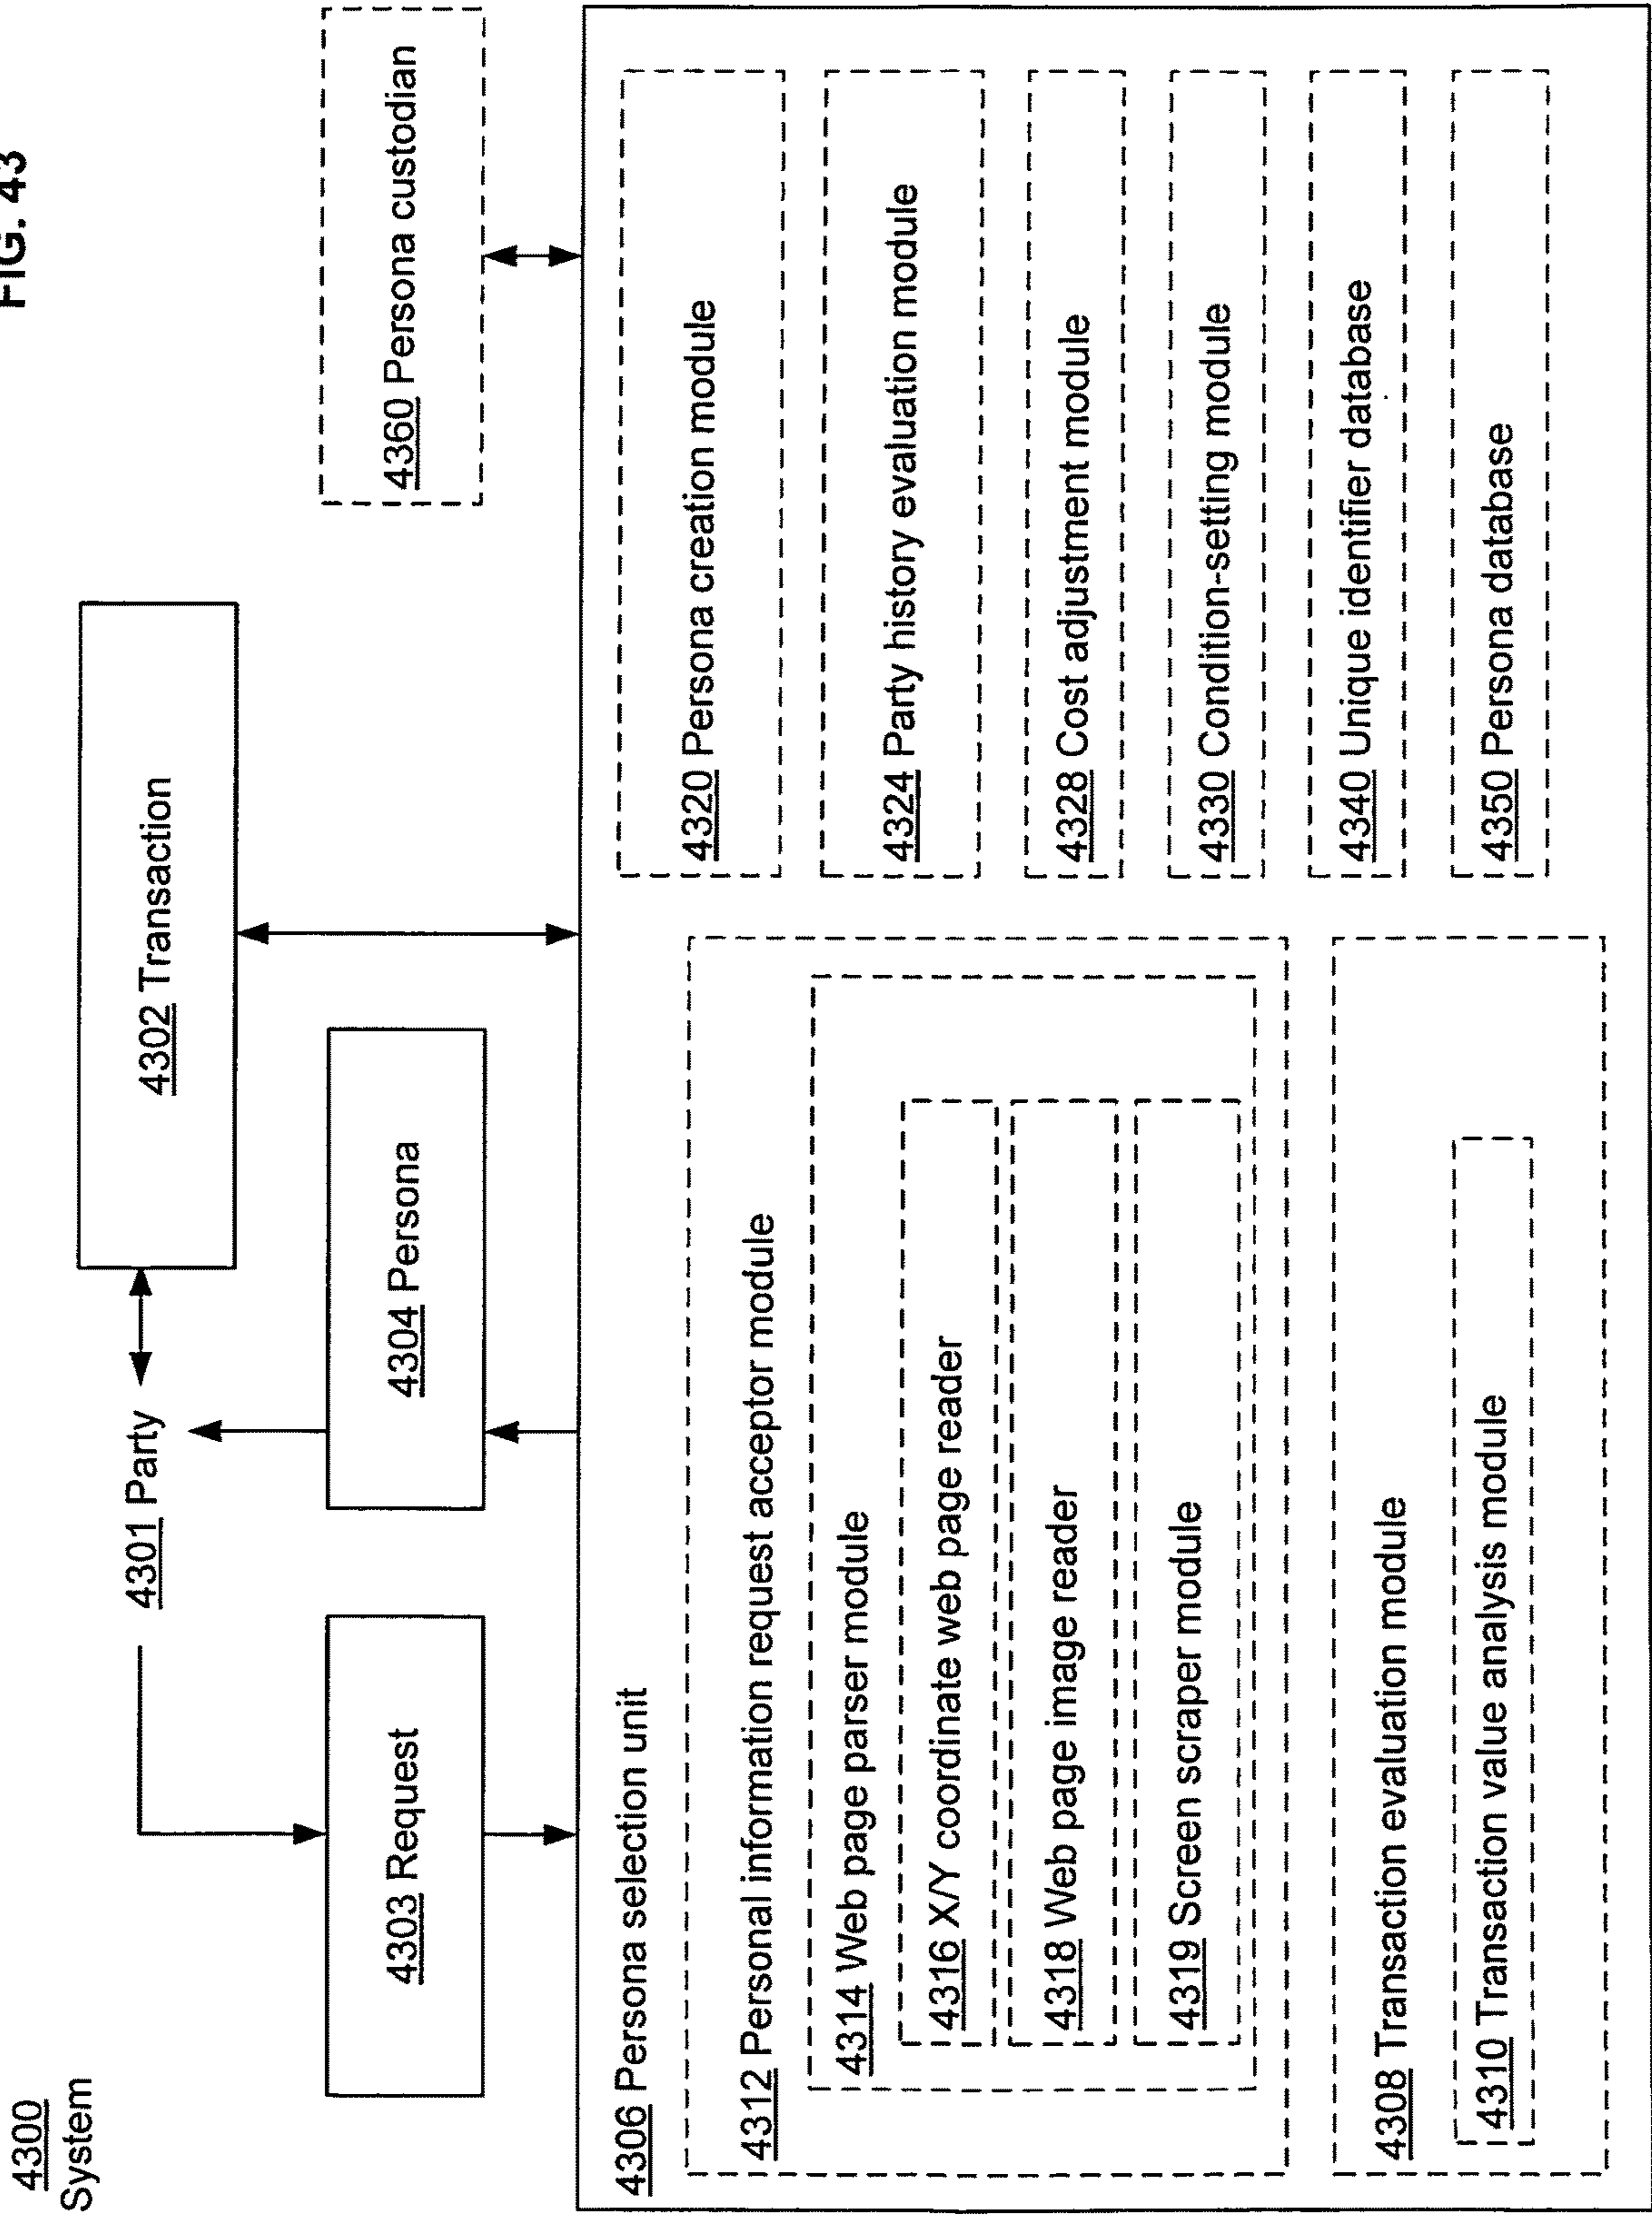 FIG. 43
4300
System
4301 Party
4302 Transaction
4303 Request
4304 Persona
4360 Persona custodian
4306 Persona selection unit
4312 Personal information request acceptor module
4314 Web page parser module
4316 X/Y coordinate web page reader
4318 Web page image reader
4319 Screen scraper module
4308 Transaction evaluation module
4310 Transaction value analysis module
4320 Persona creation module
4324 Party history evaluation module
4328 Cost adjustment module
4330 Condition-setting module
4340 Unique identifier database
4350 Persona database